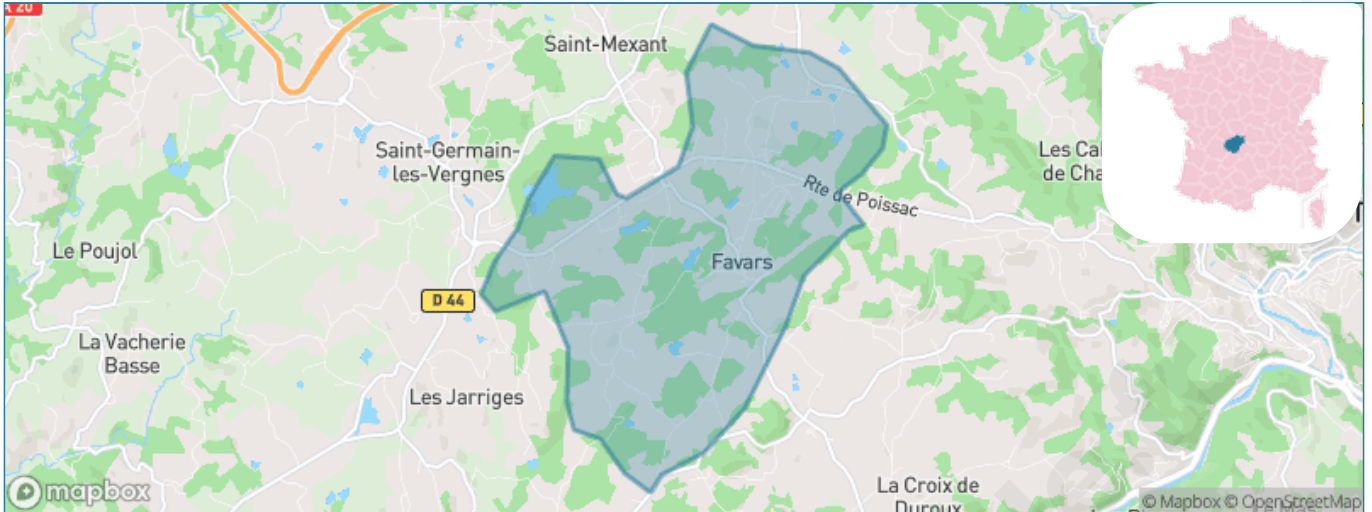 A 20
Saint-Mexant
Saint-Germain-
les-Vergnes
Les Cal
de Cha
Rte de Poissac
Le Poujol
Favars
D 44
La Vacherie
Basse
Les Jarriges
La Croix de
Duroux
mapbox
© Mapbox © OpenStreetMap